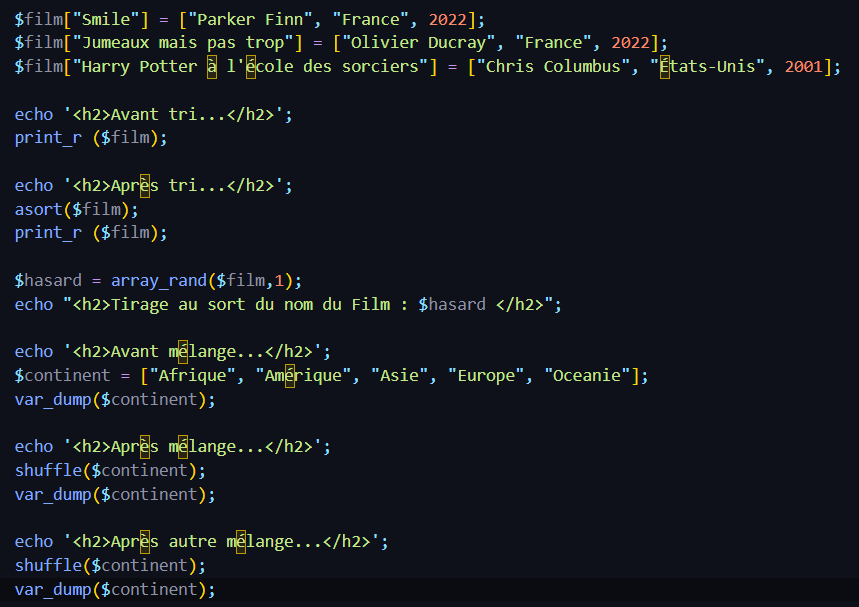 $film["Smile"] = ["Parker Finn", "France", 2022];
$film["Jumeaux mais pas trop"] = ["Olivier Ducray", "France", 2022];
$film["Harry Potter à l'école des sorciers"] = ["Chris Columbus", "États-Unis", 2001];
echo '<h2>Avant tri...</h2>';
print_r ($film);
echo '<h2>Après tri...</h2>';
asort($film);
print_r ($film);
$hasard = array_rand($film,1);
echo "<h2>Tirage au sort du nom du Film : $hasard </h2>";
echo '<h2>Avant mélange...</h2>';
$continent = ["Afrique", "Amérique", "Asie", "Europe", "Oceanie"];
var_dump($continent);
echo '<h2>Après mélange...</h2>';
shuffle($continent);
var_dump($continent);
echo '<h2>Après autre mélange...</h2>';
shuffle($continent);
var_dump($continent);